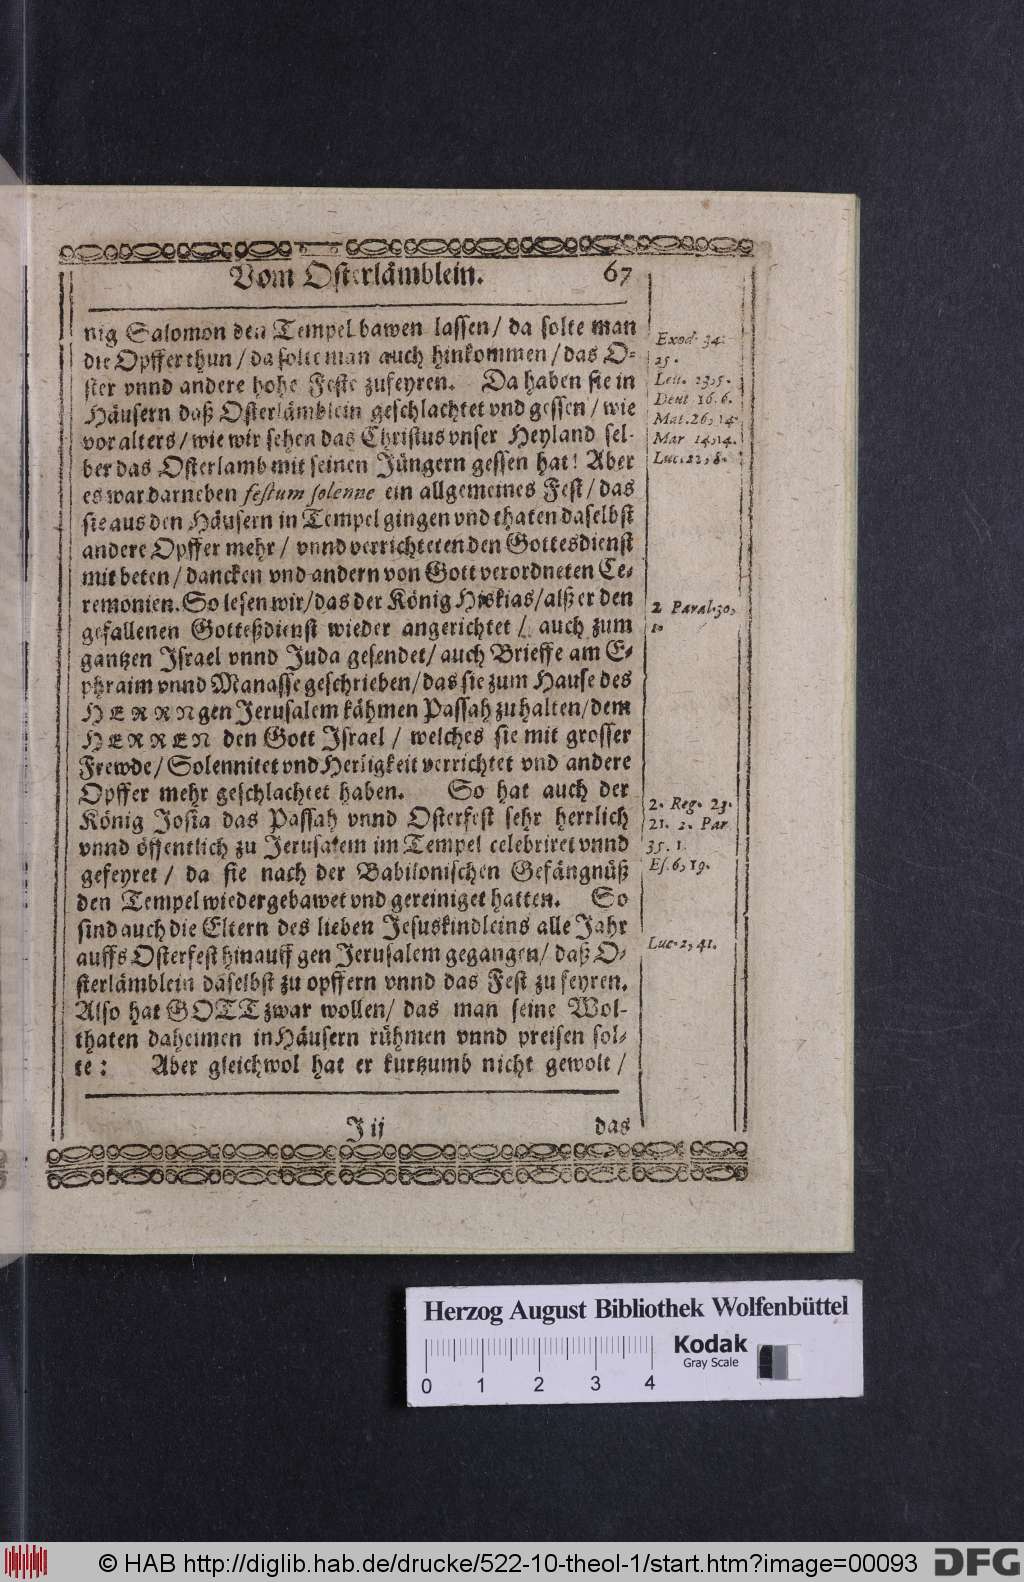 Vom Osterlämblein. 67
nig Salomon den Tempel bawen lassen/ da solte man
die Opffer thun/ da solte man auch hinkommen/ das O-
ster vnnd andere hohe Feste zufeyren. Da haben sie in
Häusern daß Osterlämblein geschlachtet vnd gessen/ wie
vor alters/ wie wir sehen das Christus vnser Heyland sel-
ber das Osterlamb mit seinen Jüngern gessen hat! Aber
es war darneben festum solenne ein allgemeines Fest/ das
sie aus den Häusern in Tempel gingen vnd thaten daselbst
andere Opffer mehr/ vnnd verrichteten den Gottesdienst
mit beten/ dancken vnd andern von Gott verordneten Ce-
remonien. So lesen wir/ das der König Hiskias/ alß er den
gefallenen Gotteßdienst wieder angerichtet/ auch zum
gantzen Israel vnnd Juda gesendet/ auch Brieffe am E-
phraim vnnd Manasse geschrieben/ das sie zum Hause des
HERRN gen Jerusalem kähmen Passah zu halten/ dem
HERREN den Gott Israel/ welches sie mit grosser
Frewde/ Solennitet vnd Herligkeit verrichtet vnd andere
Opffer mehr geschlachtet haben. So hat auch der
König Josia das Passah vnnd Osterfest sehr herrlich
vnnd öffentlich zu Jerusalem im Tempel celebriret vnnd
gefeyret/ da sie nach der Babilonischen Gefängnüß
den Tempel wiedergebawet vnd gereiniget hatten. So
sind auch die Eltern des lieben Jesuskindleins alle Jahr
auffs Osterfest hinauff gen Jerusalem gegangen/ daß O-
sterlämblein daselbst zu opffern vnnd das Fest zu feyren.
Also hat GOTT zwar wollen/ das man seine Wol-
thaten daheimen in Häusern rühmen vnnd preisen sol-
te: Aber gleichwol hat er kurtzumb nicht gewolt/
J ij das
Exod. 34.
25.
Leu. 23,5.
Deut 16.6.
Mat. 26, 14.
Mar 14,14.
Luc. 22,8.
2 Paral. 30,
1.
2. Reg. 23.
21. 2. Par
35. 1.
Es. 6, 19.
Luc. 2, 41.
Herzog August Bibliothek Wolfenbüttel
Kodak
Gray Scale
0 1 2 3 4
© HAB http://diglib.hab.de/drucke/522-10-theol-1/start.htm?image=00093
DFG